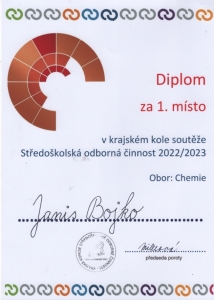 Diplom
za 1. místo
v krajském kole soutěže
Středoškolská odborná činnost 2022/2023
Obor: Chemie
Janis Bojko
předseda poroty